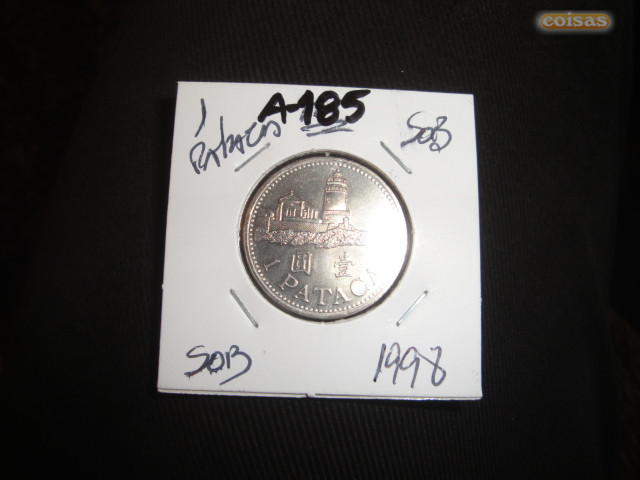 coisas
A-185
1
PATACA
SOB
圓 壹
1 PATACA
SOB
1998